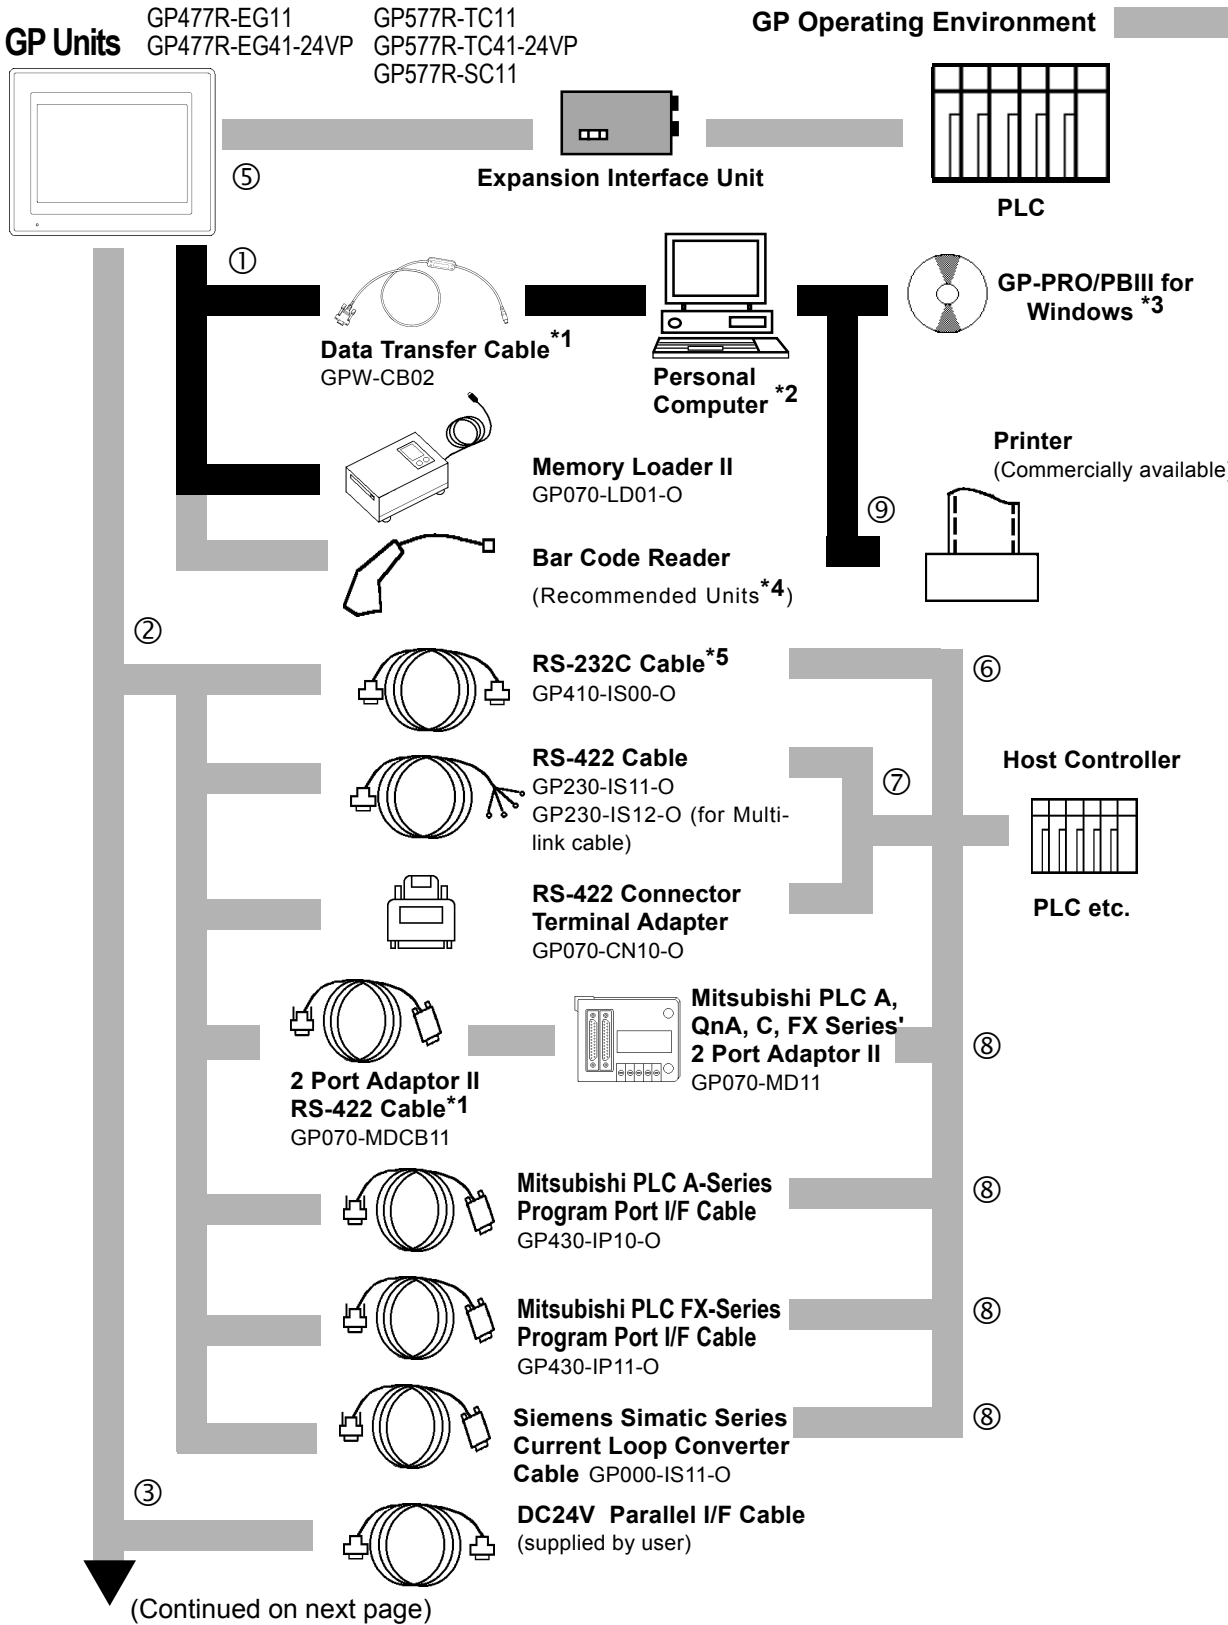 GP Units
GP477R-EG11
GP477R-EG41-24VP
GP577R-TC11
GP577R-TC41-24VP
GP577R-SC11
GP Operating Environment
⑤
Expansion Interface Unit
PLC
①
Data Transfer Cable*1
GPW-CB02
Personal
Computer *2
GP-PRO/PBIII for
Windows *3
Memory Loader II
GP070-LD01-O
Printer
(Commercially available)
⑨
Bar Code Reader
(Recommended Units*4)
②
RS-232C Cable*5
GP410-IS00-O
⑥
RS-422 Cable
GP230-IS11-O
GP230-IS12-O (for Multi-
link cable)
⑦
Host Controller
PLC etc.
RS-422 Connector
Terminal Adapter
GP070-CN10-O
2 Port Adaptor II
RS-422 Cable*1
GP070-MDCB11
Mitsubishi PLC A,
QnA, C, FX Series'
2 Port Adaptor II
GP070-MD11
⑧
Mitsubishi PLC A-Series
Program Port I/F Cable
GP430-IP10-O
⑧
Mitsubishi PLC FX-Series
Program Port I/F Cable
GP430-IP11-O
⑧
Siemens Simatic Series
Current Loop Converter
Cable GP000-IS11-O
⑧
③
DC24V Parallel I/F Cable
(supplied by user)
(Continued on next page)